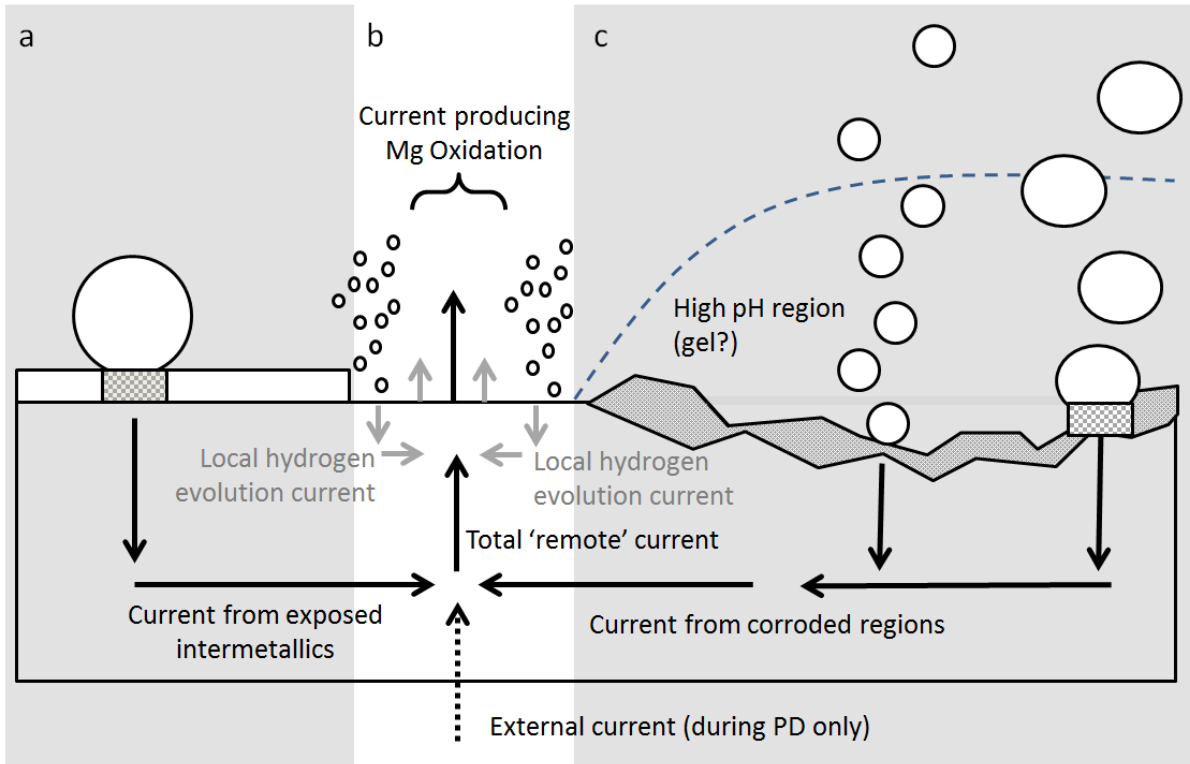 a
b
c
Current producing
Mg Oxidation
High pH region
(gel?)
Local hydrogen
evolution current
Local hydrogen
evolution current
Total ‘remote’ current
Current from exposed
intermetallics
Current from corroded regions
External current (during PD only)